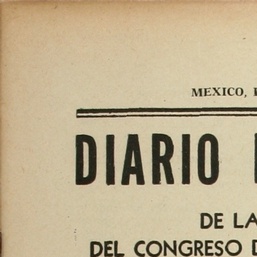 MEXICO,
DIARIO
DE LA
DEL CONGRESO D